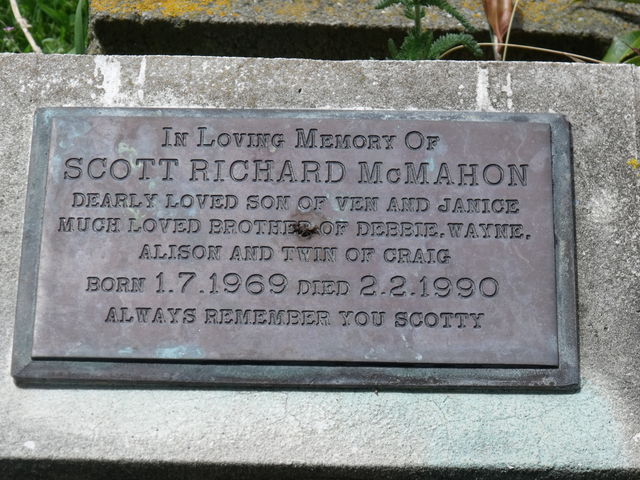 In Loving Memory Of
SCOTT RICHARD McMAHON
DEARLY LOVED SON OF VEN AND JANICE
MUCH LOVED BROTHER OF DEBBIE, WAYNE,
ALISON AND TWIN OF CRAIG
BORN 1.7.1969 DIED 2.2.1990
ALWAYS REMEMBER YOU SCOTTY